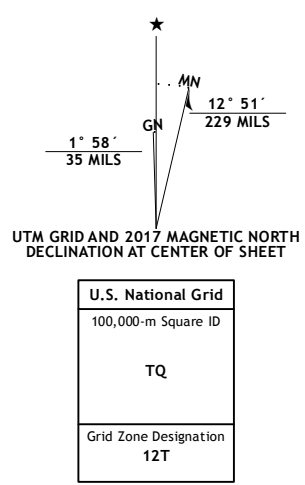 MN
GN
12° 51´
229 MILS
1° 58´
35 MILS
UTM GRID AND 2017 MAGNETIC NORTH
DECLINATION AT CENTER OF SHEET
U.S. National Grid
100,000-m Square ID
TQ
Grid Zone Designation
12T